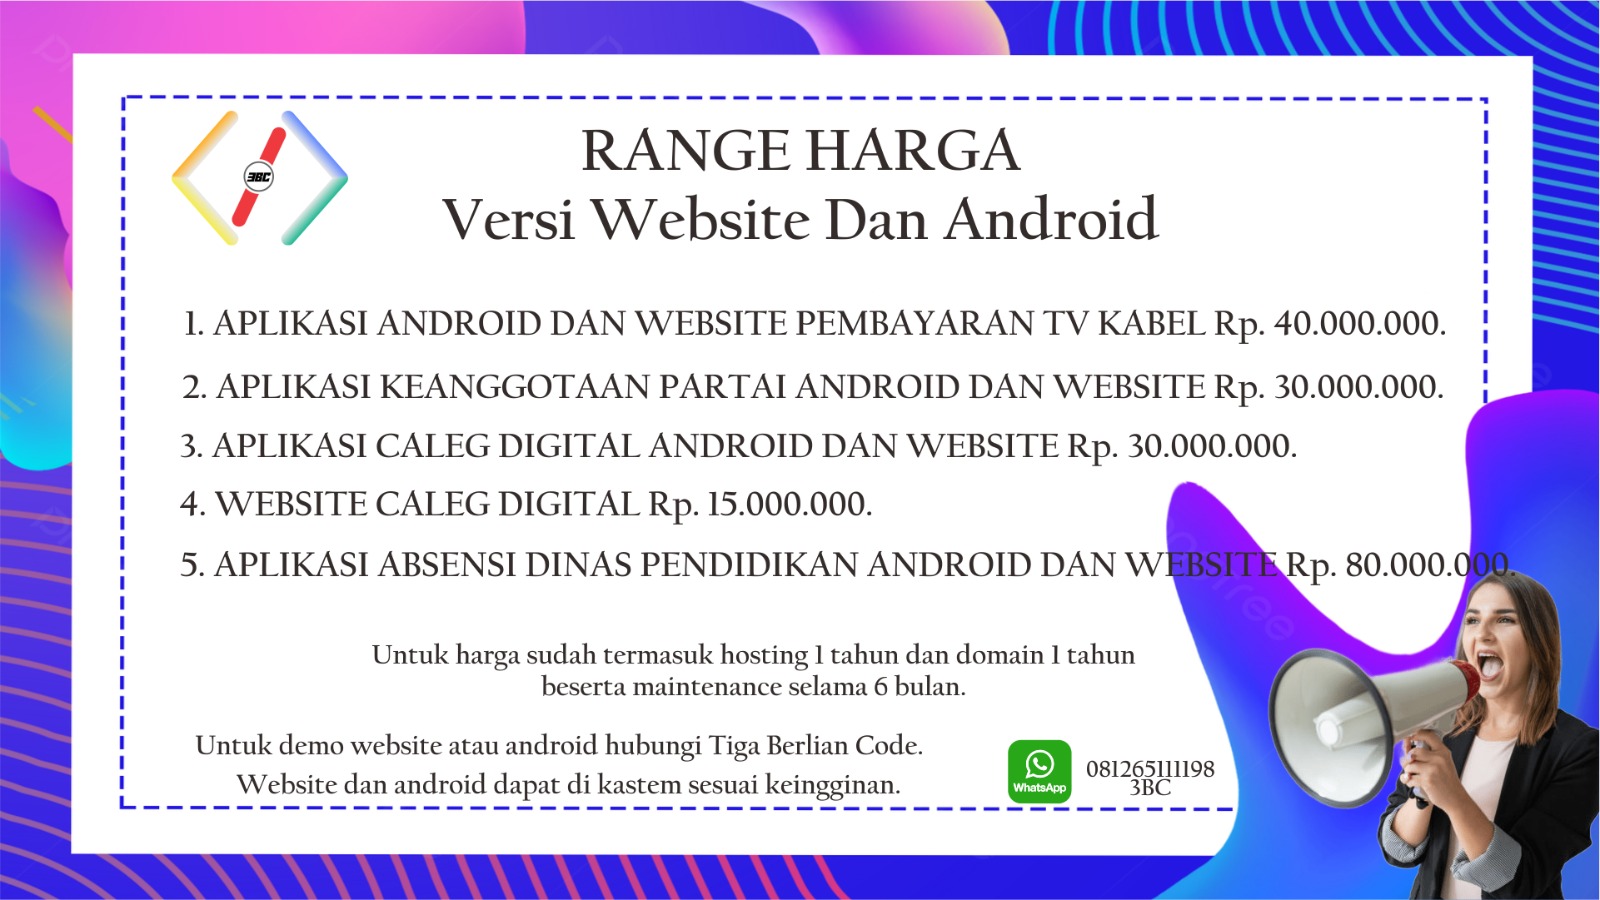 3BC
RANGE HARGA
Versi Website Dan Android
1. APLIKASI ANDROID DAN WEBSITE PEMBAYARAN TV KABEL Rp. 40.000.000.
2. APLIKASI KEANGGOTAAN PARTAI ANDROID DAN WEBSITE Rp. 30.000.000.
3. APLIKASI CALEG DIGITAL ANDROID DAN WEBSITE Rp. 30.000.000.
4. WEBSITE CALEG DIGITAL Rp. 15.000.000.
5. APLIKASI ABSENSI DINAS PENDIDIKAN ANDROID DAN WEBSITE Rp. 80.000.000.
Untuk harga sudah termasuk hosting 1 tahun dan domain 1 tahun
beserta maintenance selama 6 bulan.
Untuk demo website atau android hubungi Tiga Berlian Code.
Website dan android dapat di kastem sesuai keingginan.
WhatsApp
081265111198
3BC